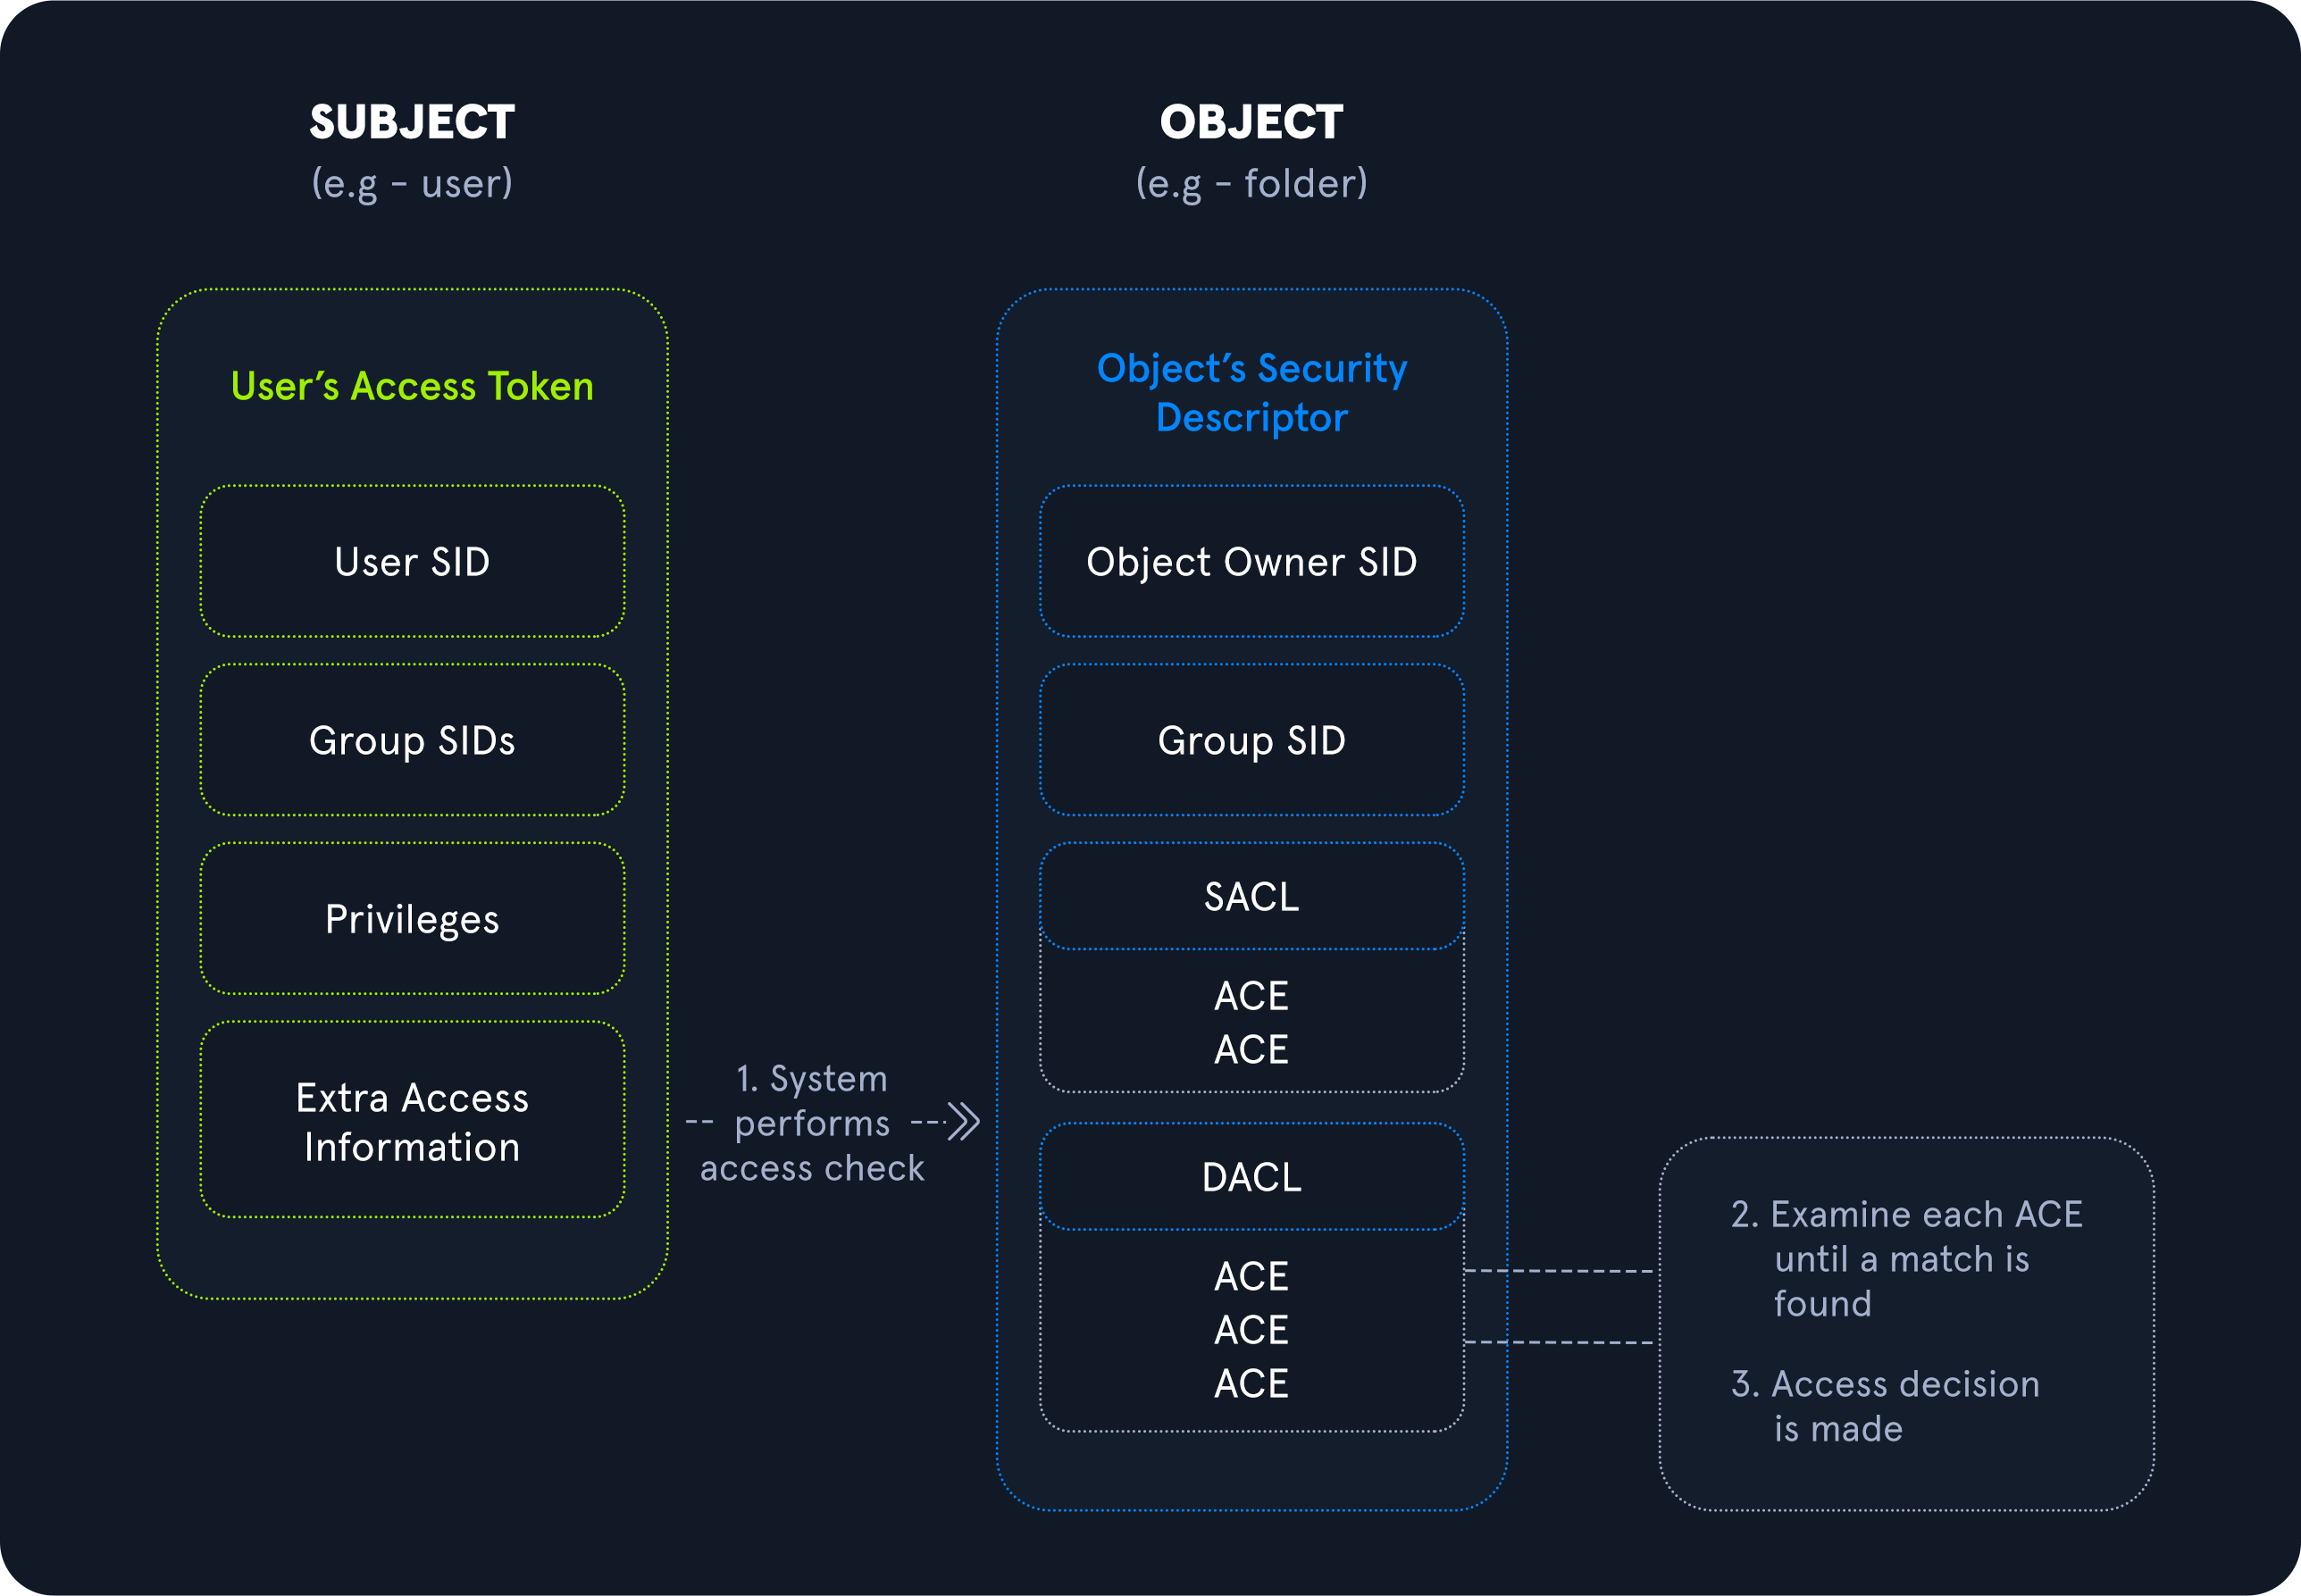 SUBJECT
(e.g - user)
User's Access Token
User SID
Group SIDs
Privileges
Extra Access
Information
1. System
performs
access check
OBJECT
(e.g - folder)
Object's Security
Descriptor
Object Owner SID
Group SID
SACL
ACE
ACE
DACL
ACE
ACE
ACE
2. Examine each ACE
until a match is
found
3. Access decision
is made